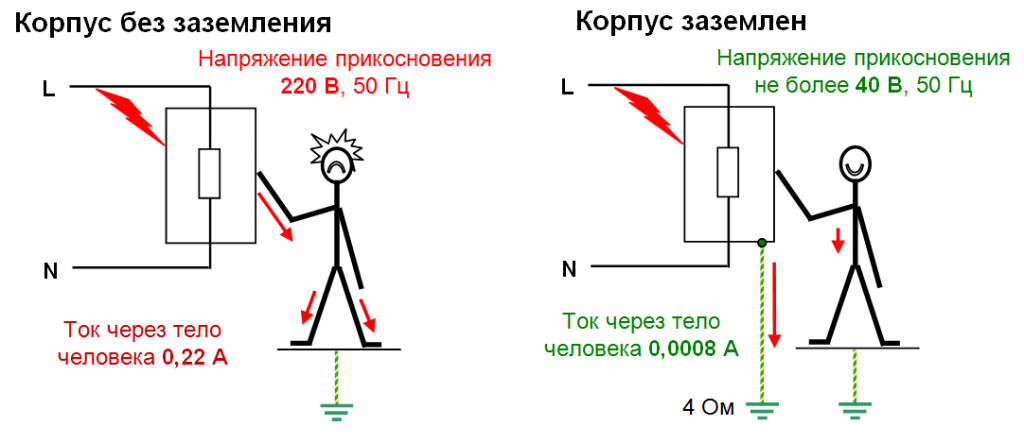 Корпус без заземления
Напряжение прикосновения
220 В, 50 Гц
L
N
Ток через тело
человека 0,22 А
Корпус заземлен
Напряжение прикосновения
не более 40 В, 50 Гц
L
N
Ток через тело
человека 0,0008 А
4 Ом